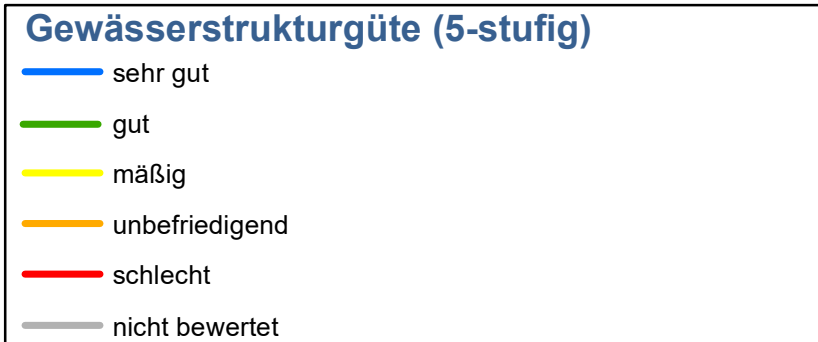 Gewässerstrukturgüte (5-stufig)
sehr gut
gut
mäßig
unbefriedigend
schlecht
nicht bewertet